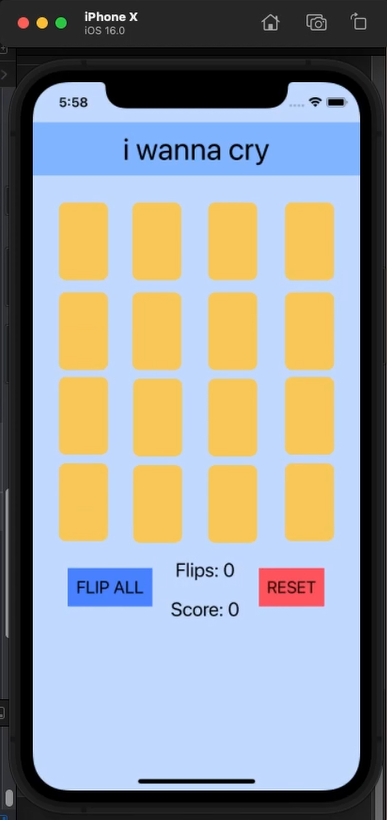 iPhone X
iOS 16.0
5:58
i wanna cry
FLIP ALL
Flips: 0
Score: 0
RESET